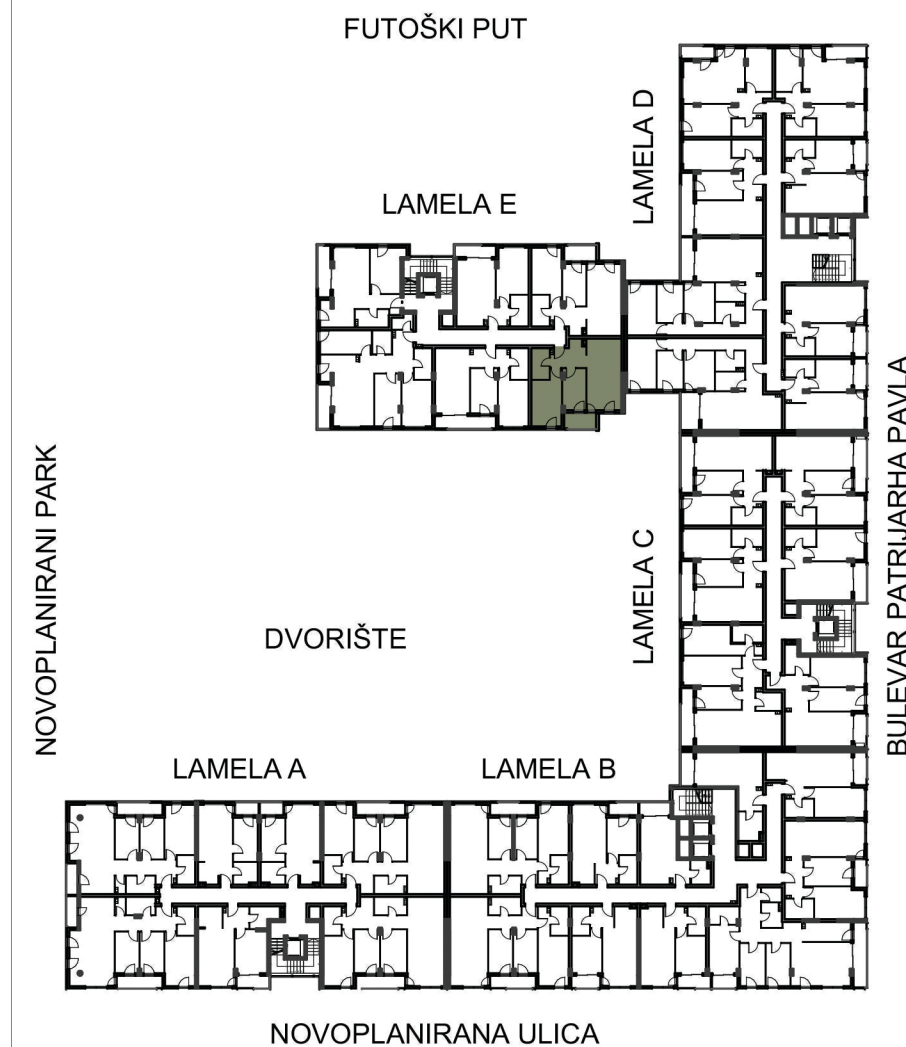 FUTOŠKI PUT
LAMELA D
LAMELA E
NOVOPLANIRANI PARK
BULEVAR PATRIJARHA PAVLA
LAMELA C
DVORIŠTE
LAMELA A
LAMELA B
NOVOPLANIRANA ULICA